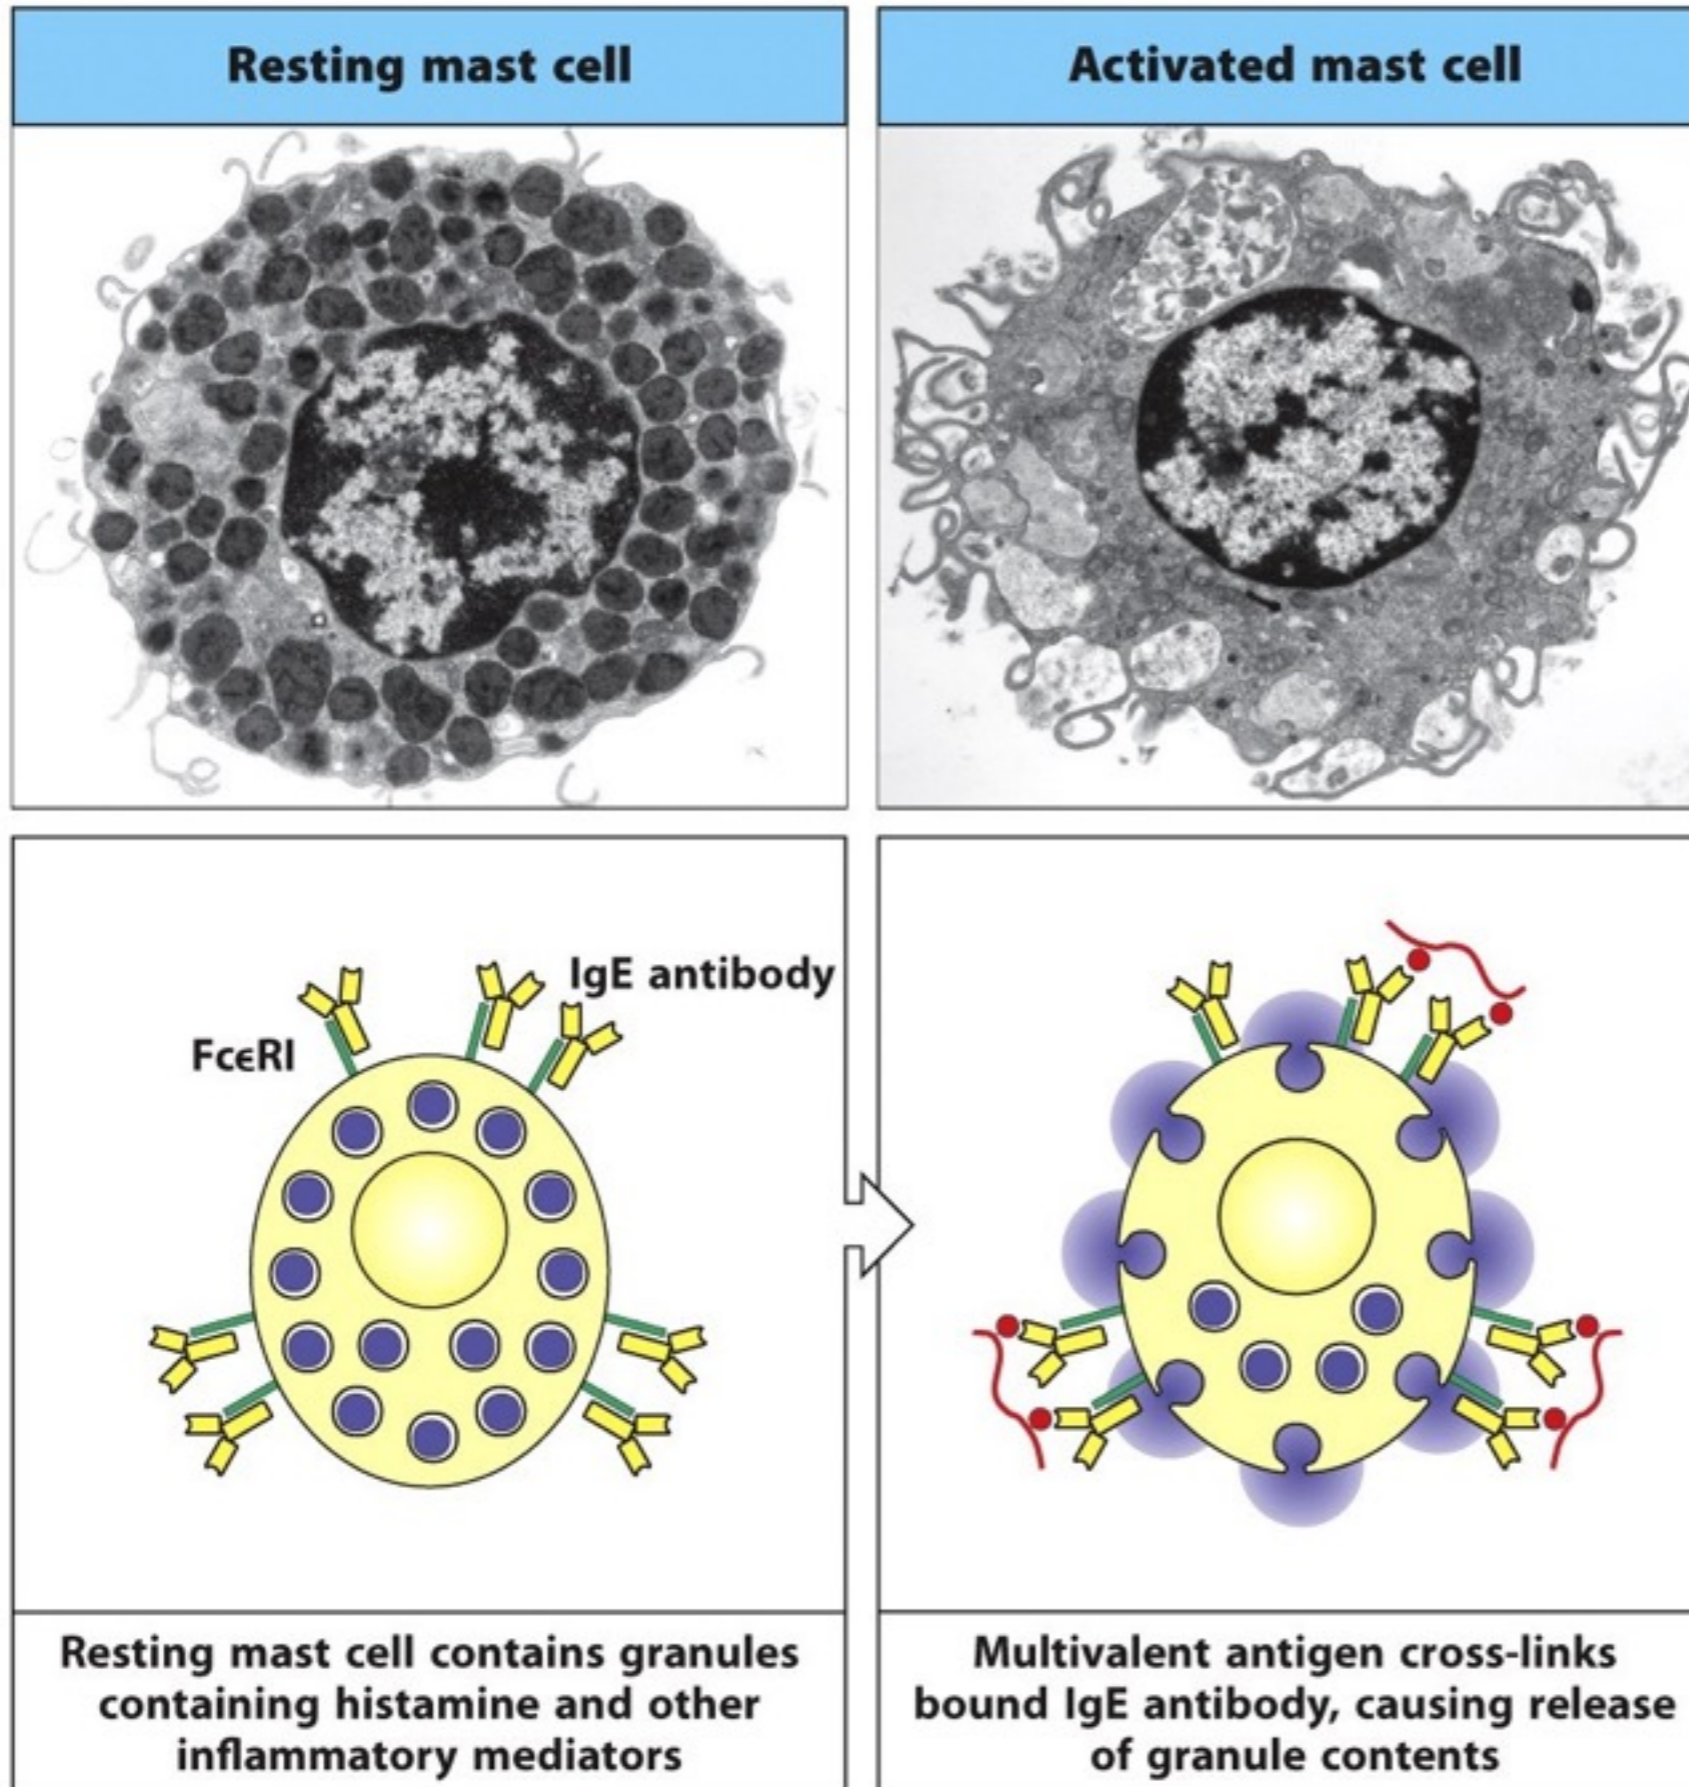 Resting mast cell
Activated mast cell
IgE antibody
FcϵRI
Resting mast cell contains granules
containing histamine and other
inflammatory mediators
Multivalent antigen cross-links
bound IgE antibody, causing release
of granule contents